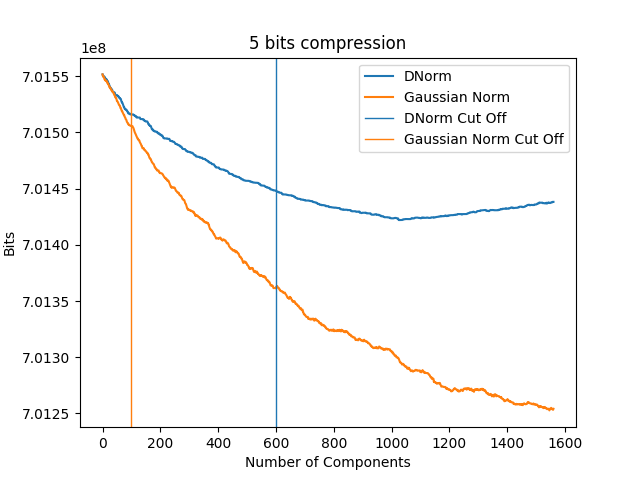 5 bits compression
1e8
7.0155
7.0150
7.0145
7.0140
7.0135
7.0130
7.0125
Bits
DNorm
Gaussian Norm
DNorm Cut Off
Gaussian Norm Cut Off
0 200 400 600 800 1000 1200 1400 1600
Number of Components